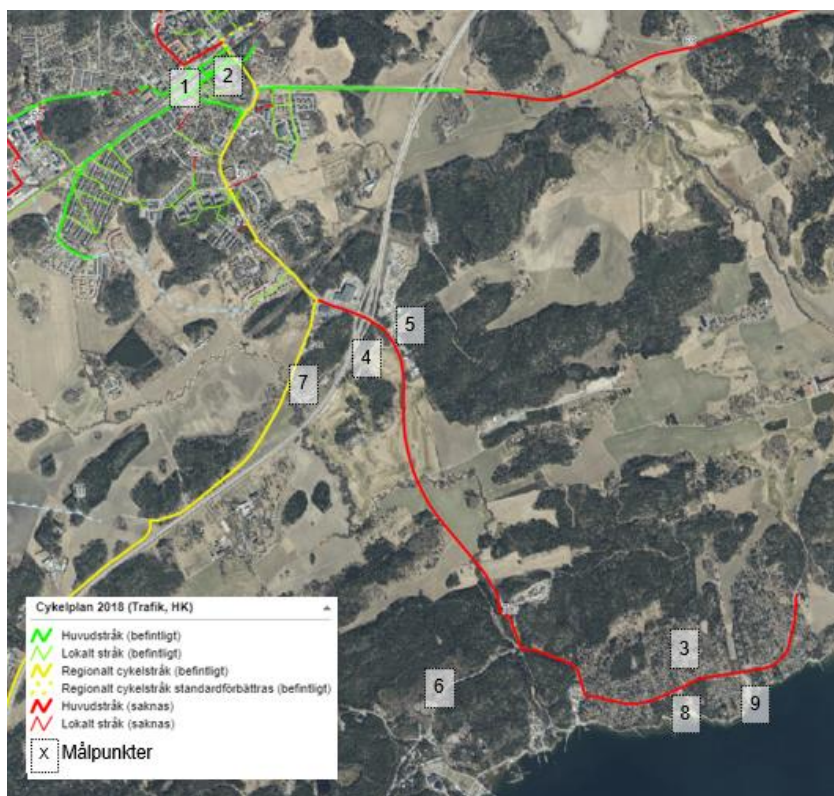 1
2
5
4
7
3
6
8
9
Cykelplan 2018 (Trafik, HK)
Huvudstråk (befintligt)
Lokalt stråk (befintligt)
Regionalt cykelstråk (befintligt)
Regionalt cykelstråk standardförbättras (befintligt)
Huvudstråk (saknas)
Lokalt stråk (saknas)
X Målpunkter